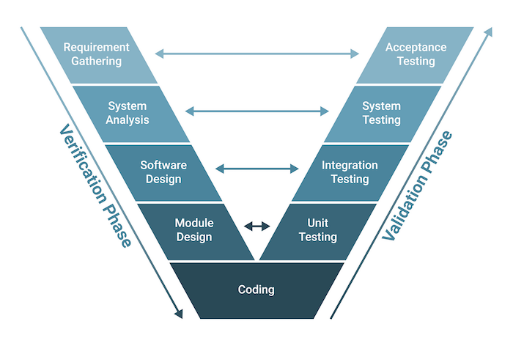 Requirement
Gathering
Acceptance
Testing
System
Analysis
System
Testing
Verification Phase
Validation Phase
Software
Design
Integration
Testing
Module
Design
Unit
Testing
Coding